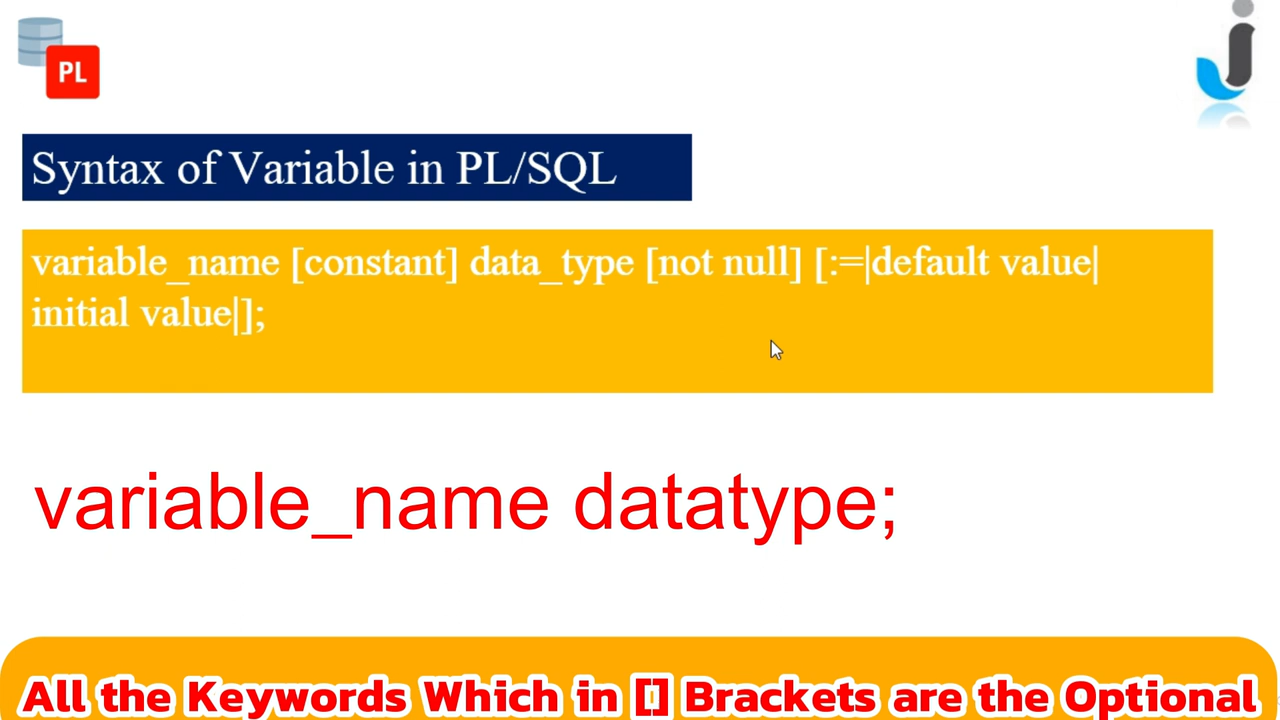 PL
Syntax of Variable in PL/SQL
variable_name [constant] data_type [not null] [:=|default value|
initial value|];
variable_name datatype;
All the Keywords Which in [] Brackets are the Optional